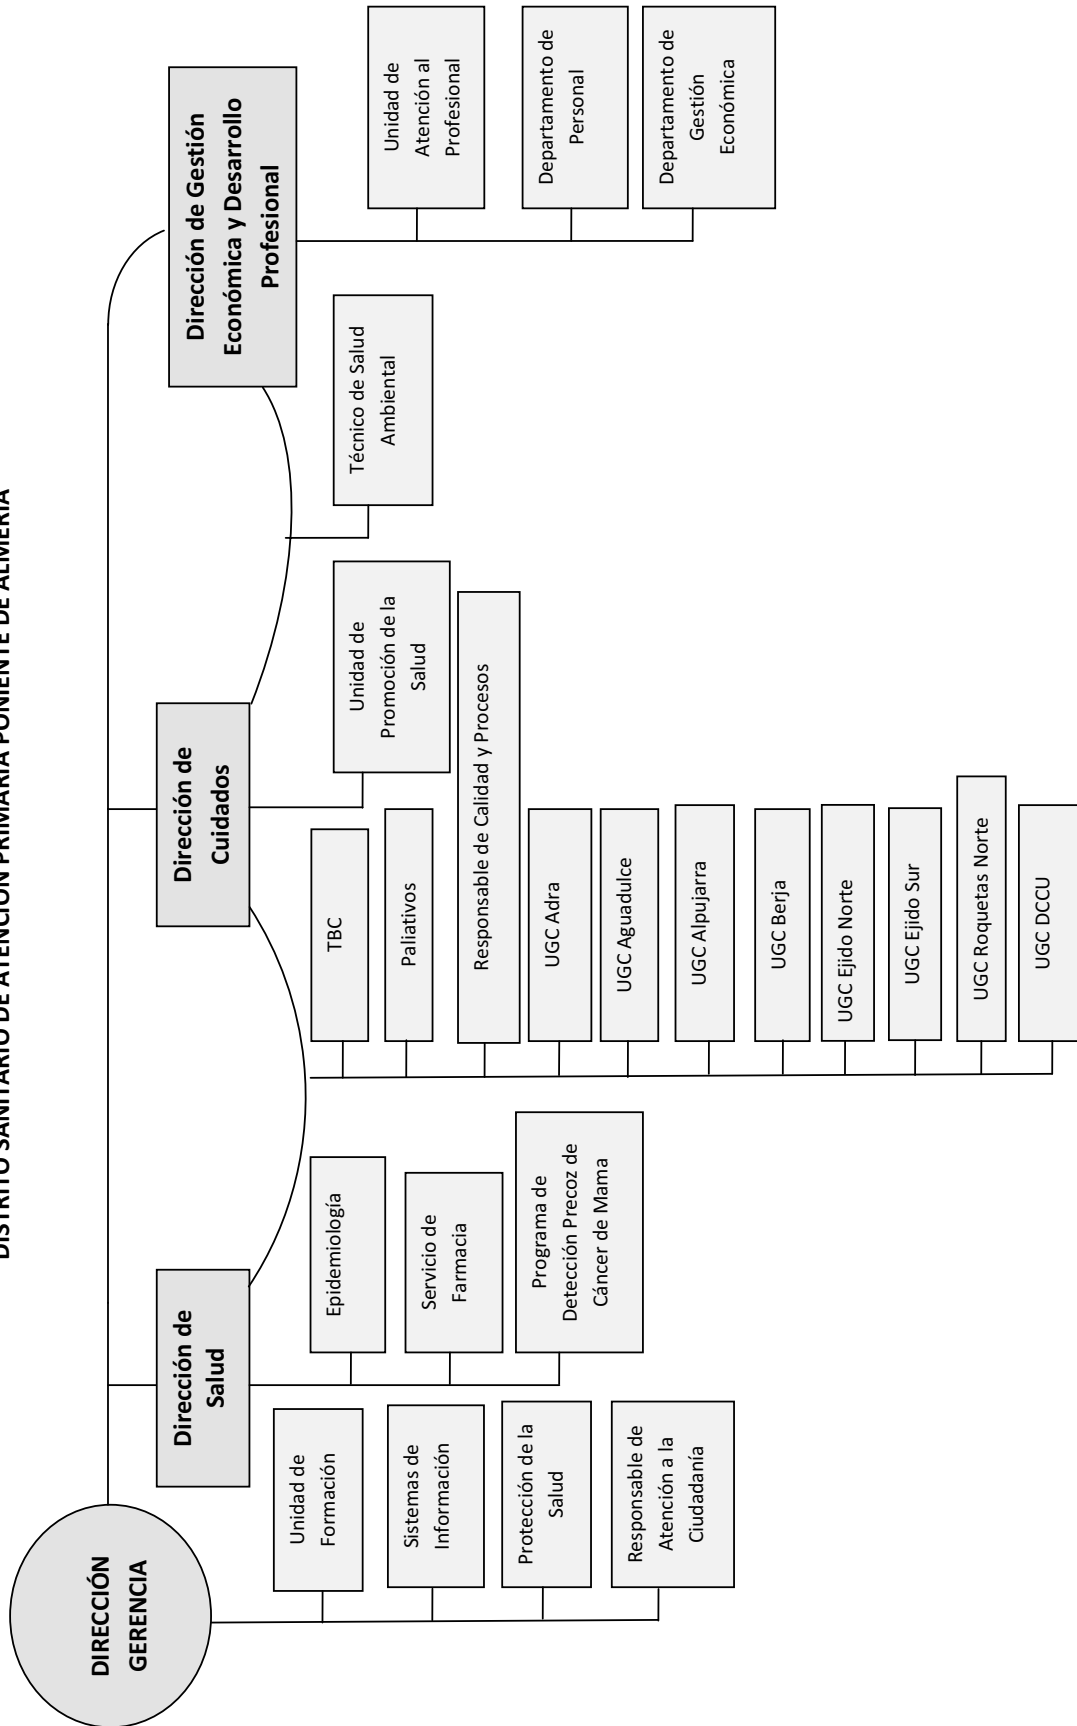 DISTRITO SANITARIO DE ATENCIÓN PRIMARIA PONIENTE DE ALMERÍA
DIRECCIÓN
GERENCIA
Unidad de
Formación
Sistemas de
Información
Protección de la
Salud
Responsable de
Atención a la
Ciudadanía
Dirección de
Salud
Epidemiología
Servicio de
Farmacia
Programa de
Detección Precoz de
Cáncer de Mama
TBC
Paliativos
Responsable de Calidad y Procesos
UGC Adra
UGC Aguadulce
UGC Alpujarra
UGC Berja
UGC Ejido Norte
UGC Ejido Sur
UGC Roquetas Norte
UGC DCCU
Dirección de
Cuidados
Unidad de
Promoción de la
Salud
Técnico de Salud
Ambiental
Dirección de Gestión
Económica y Desarrollo
Profesional
Unidad de
Atención al
Profesional
Departamento de
Personal
Departamento de
Gestión
Económica